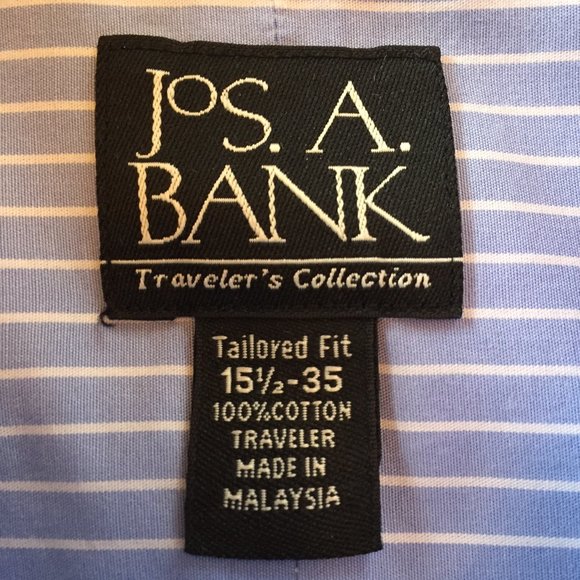 JOS. A.
BANK
Traveler's Collection
Tailored Fit
15½-35
100%COTTON
TRAVELER
MADE IN
MALAYSIA